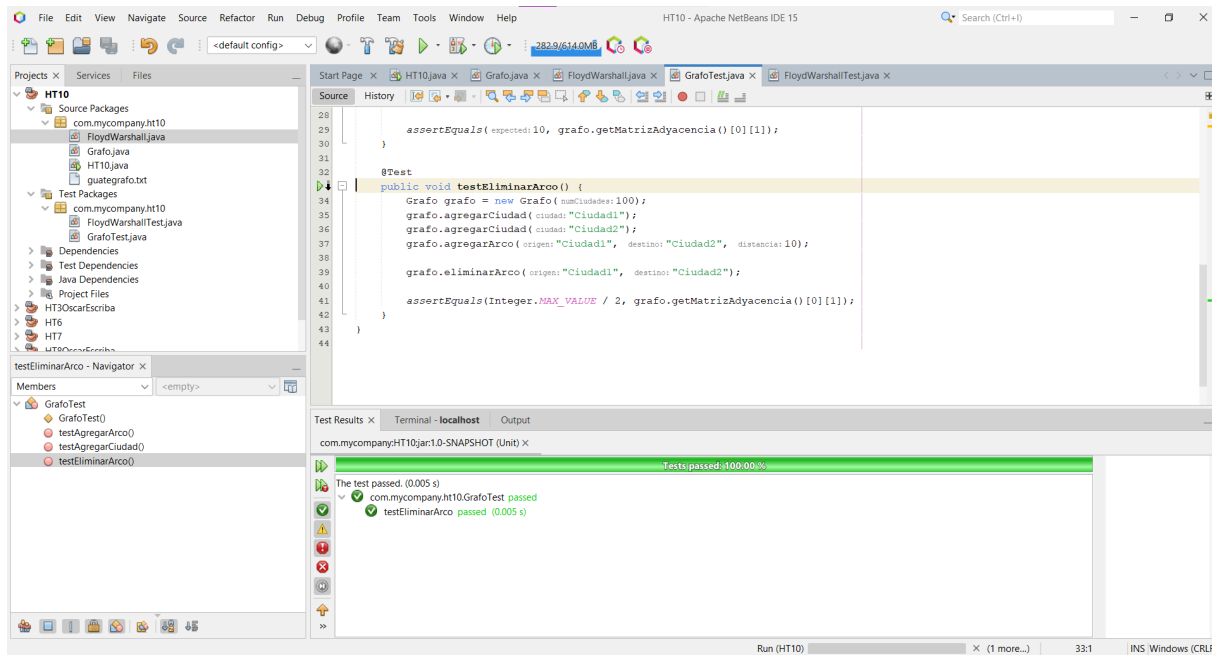 File Edit View Navigate Source Refactor Run Debug Profile Team Tools Window Help
HT10 - Apache NetBeans IDE 15
Search (Ctrl+I)
<default config>
282.9/614.0MB
Projects
Services
Files
HT10
Source Packages
com.mycompany.ht10
FloydWarshall.java
Grafo.java
HT10.java
guategrafo.txt
Test Packages
com.mycompany.ht10
FloydWarshallTest.java
GrafoTest.java
Dependencies
Test Dependencies
Java Dependencies
Project Files
HT3OscarEscriba
HT6
HT7
HT8OscarEscriba
testEliminarArco - Navigator
Members
<empty>
GrafoTest
GrafoTest()
testAgregarArco()
testAgregarCiudad()
testEliminarArco()
Start Page
HT10.java
Grafo.java
FloydWarshall.java
GrafoTest.java
FloydWarshallTest.java
Source
History
28
29 assertEquals( expected: 10, grafo.getMatrizAdyacencia()[0][1]);
30 }
31
32 @Test
public void testEliminarArco() {
34 Grafo grafo = new Grafo( numCiudades: 100);
35 grafo.agregarCiudad( ciudad: "Ciudad1");
36 grafo.agregarCiudad( ciudad: "Ciudad2");
37 grafo.agregarArco( origen: "Ciudad1", destino: "Ciudad2", distancia: 10);
38
39 grafo.eliminarArco( origen: "Ciudad1", destino: "Ciudad2");
40
41 assertEquals(Integer.MAX_VALUE / 2, grafo.getMatrizAdyacencia()[0][1]);
42 }
43 }
44
Test Results
Terminal - localhost
Output
com.mycompany:HT10:jar:1.0-SNAPSHOT (Unit)
Tests passed: 100.00 %
The test passed. (0.005 s)
com.mycompany.ht10.GrafoTest passed
testEliminarArco passed (0.005 s)
Run (HT10)
(1 more...)
33:1
INS
Windows (CRLF